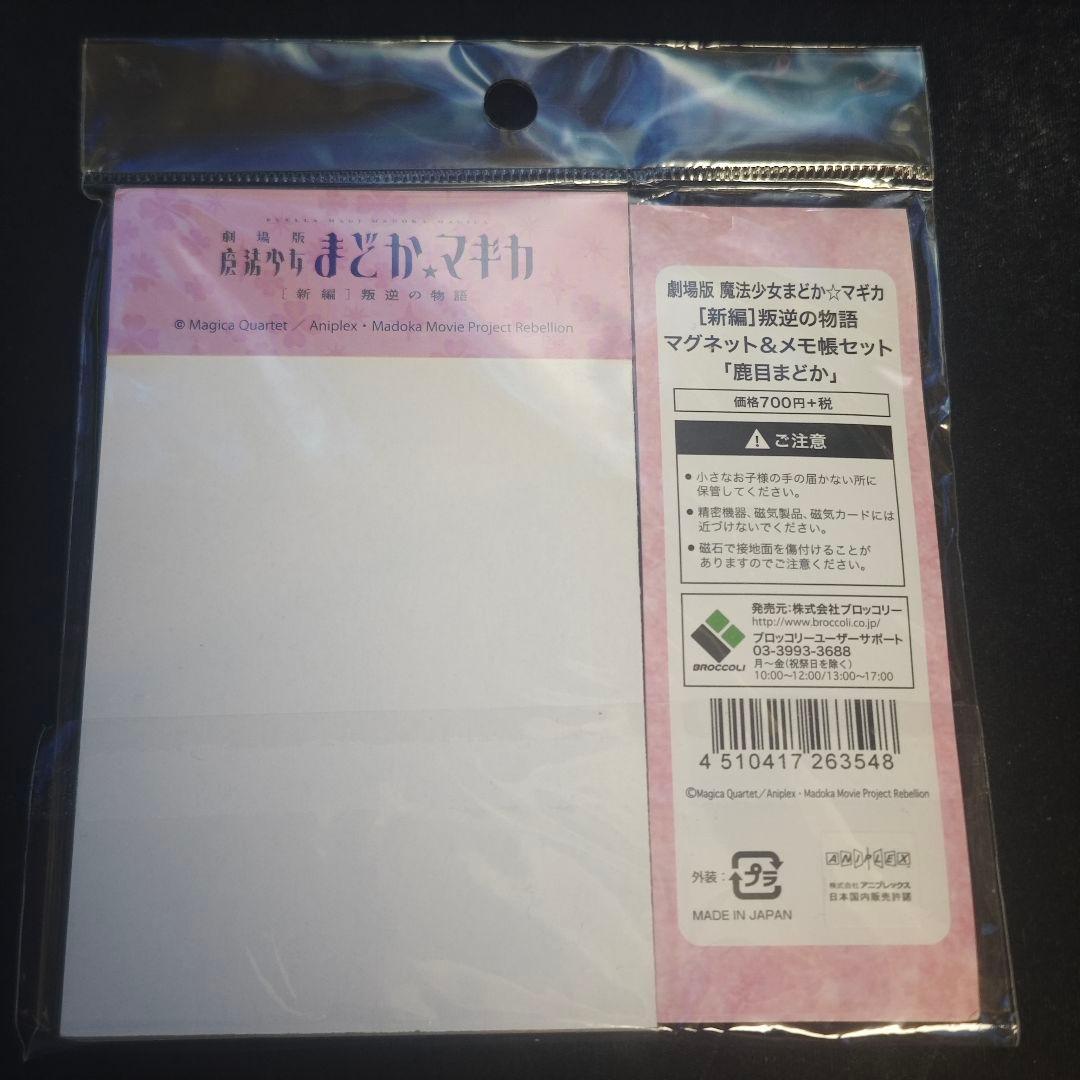 PUELLA MAGI MADOKA MAGICA
劇場版
魔法少女まどか☆マギカ
[新編]叛逆の物語
© Magica Quartet／Aniplex・Madoka Movie Project Rebellion
劇場版 魔法少女まどか☆マギカ
[新編]叛逆の物語
マグネット&メモ帳セット
「鹿目まどか」
価格700円+税
ご注意
●小さなお子様の手の届かない所に
保管してください。
●精密機器、磁気製品、磁気カードには
近づけないでください。
●磁石で接地面を傷付けることが
ありますのでご注意ください。
発売元:株式会社ブロッコリー
http://www.broccoli.co.jp/
ブロッコリーユーザーサポート
03-3993-3688
月〜金(祝祭日を除く)
10:00〜12:00/13:00〜17:00
BROCCOLI
4 510417 263548
©Magica Quartet／Aniplex・Madoka Movie Project Rebellion
外装:プラ
MADE IN JAPAN
ANIPLEX
株式会社 アニプレックス
日本国内販売許諾